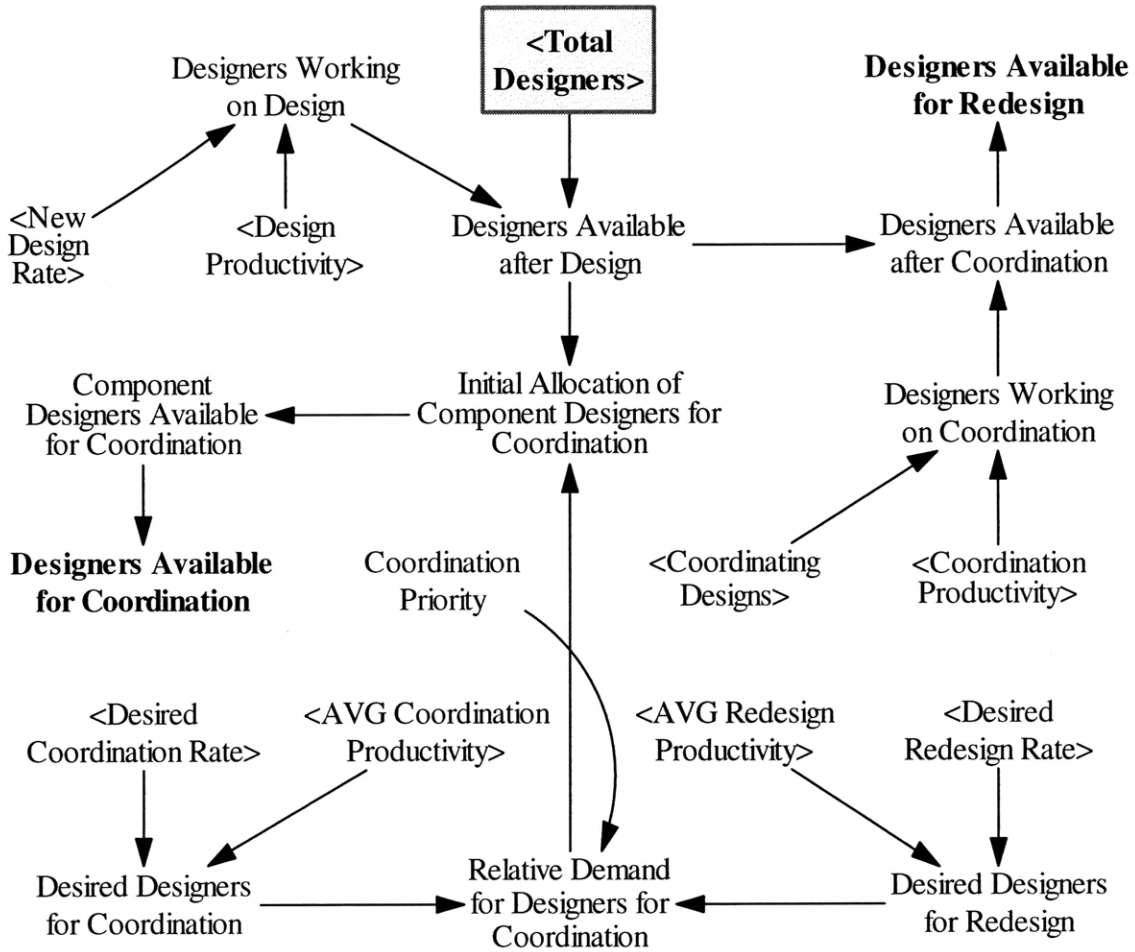 <Total
Designers>
Designers Working
on Design
Designers Available
for Redesign
<New
Design
Rate>
<Design
Productivity>
Designers Available
after Design
Designers Available
after Coordination
Component
Designers Available
for Coordination
Initial Allocation of
Component Designers for
Coordination
Designers Working
on Coordination
Designers Available
for Coordination
Coordination
Priority
<Coordinating
Designs>
<Coordination
Productivity>
<Desired
Coordination Rate>
<AVG Coordination
Productivity>
<AVG Redesign
Productivity>
<Desired
Redesign Rate>
Desired Designers
for Coordination
Relative Demand
for Designers for
Coordination
Desired Designers
for Redesign